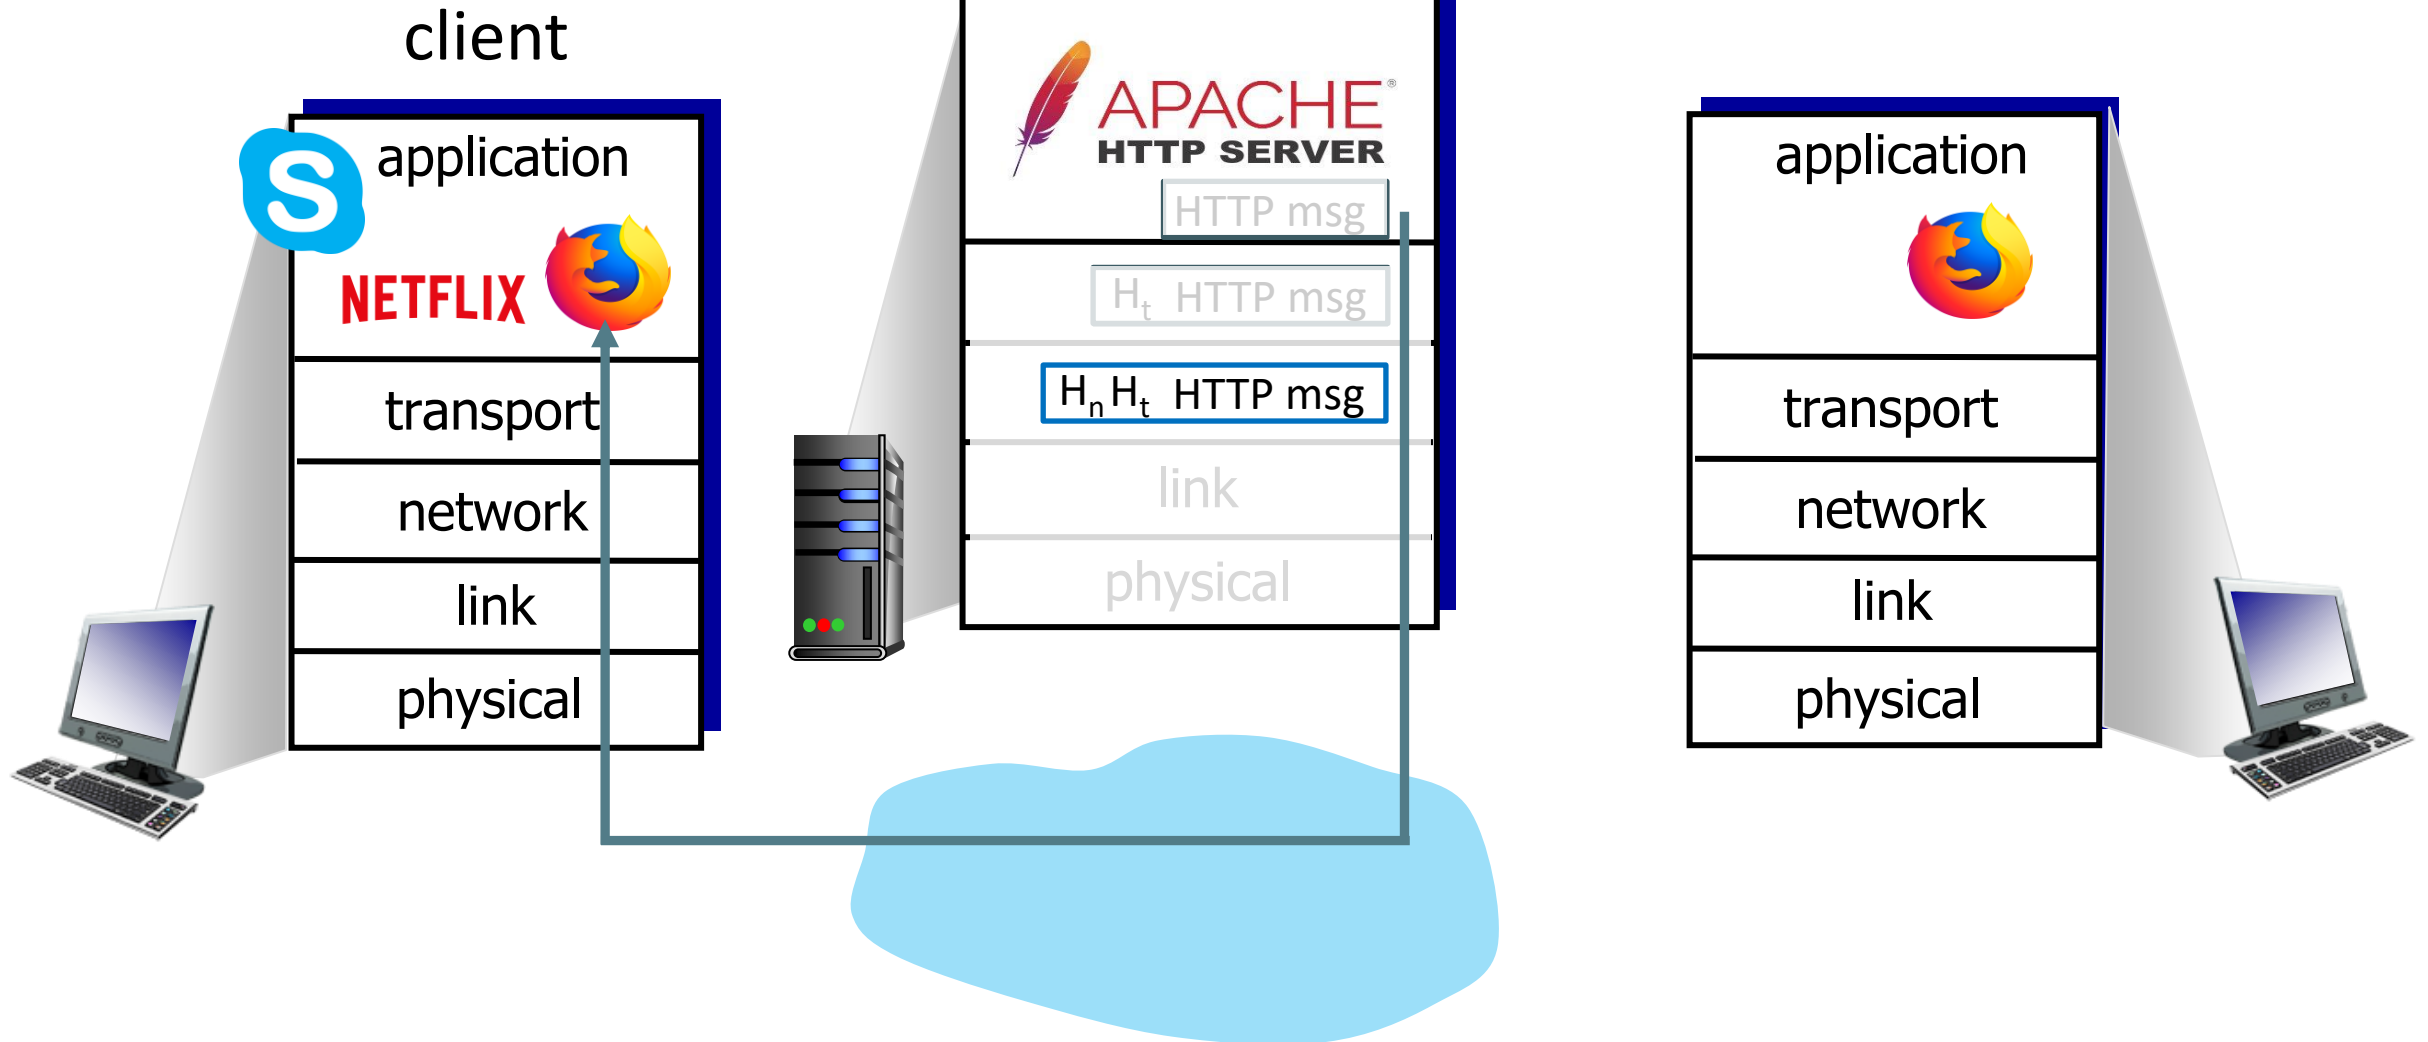 client
application
S
NETFLIX
transport
network
link
physical
APACHE®
HTTP SERVER
HTTP msg
Ht HTTP msg
Hn Ht HTTP msg
link
physical
application
transport
network
link
physical